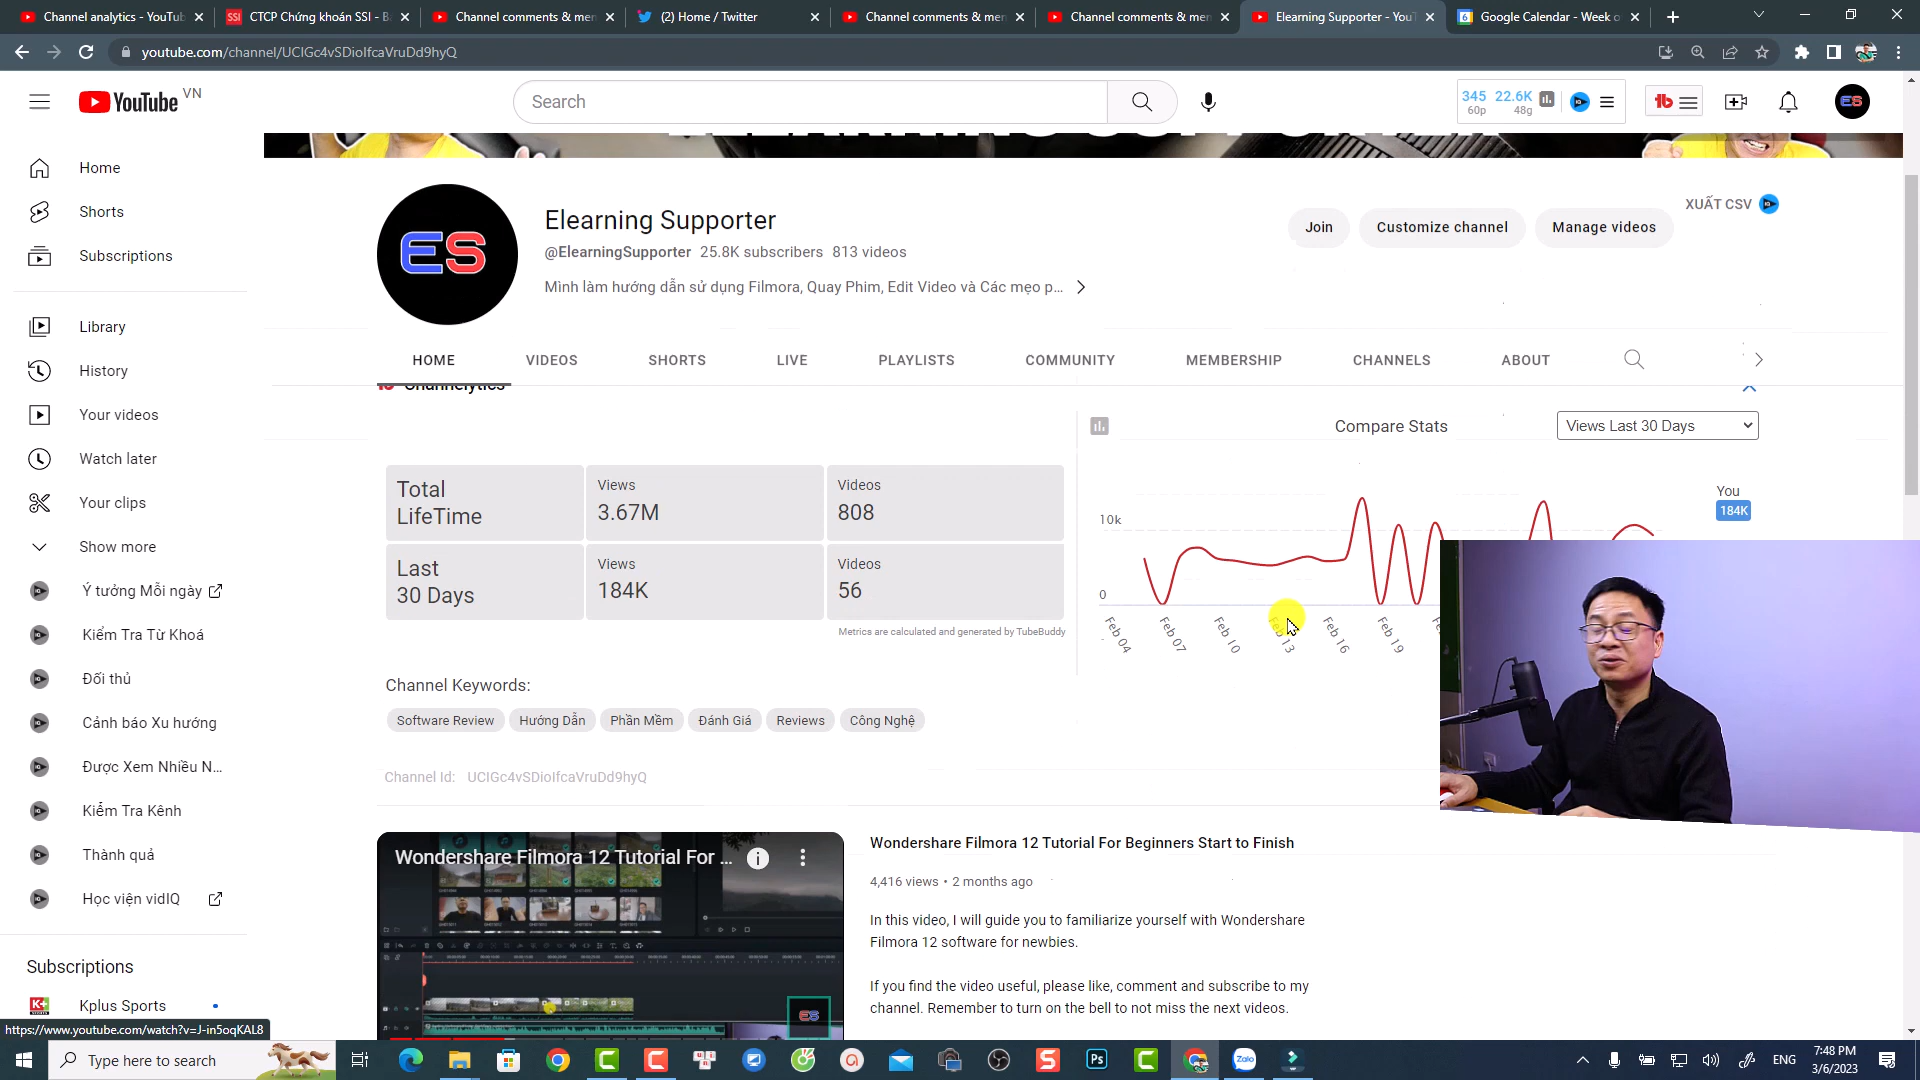 Channel analytics - YouTub
CTCP Chứng khoán SSI - B
Channel comments & men
(2) Home / Twitter
Channel comments & men
Channel comments & men
Elearning Supporter - YouT
Google Calendar - Week o
youtube.com/channel/UCIGc4vSDioIfcaVruDd9hyQ
YouTube VN
Search
345 22.6K
60p 48g
ES
Home
Shorts
Subscriptions
Library
History
Your videos
Watch later
Your clips
Show more
Ý tưởng Mỗi ngày
Kiểm Tra Từ Khoá
Đối thủ
Cảnh báo Xu hướng
Được Xem Nhiều N...
Kiểm Tra Kênh
Thành quả
Học viện vidIQ
Subscriptions
Kplus Sports
https://www.youtube.com/watch?v=J-in5oqKAL8
ES
Elearning Supporter
@ElearningSupporter 25.8K subscribers 813 videos
Mình làm hướng dẫn sử dụng Filmora, Quay Phim, Edit Video và Các mẹo p...
Join
Customize channel
Manage videos
XUẤT CSV
HOME
VIDEOS
SHORTS
LIVE
PLAYLISTS
COMMUNITY
MEMBERSHIP
CHANNELS
ABOUT
Channelytics
Total LifeTime
Views
3.67M
Videos
808
Last 30 Days
Views
184K
Videos
56
Metrics are calculated and generated by TubeBuddy
Compare Stats
Views Last 30 Days
You
184K
10k
0
Feb 04
Feb 07
Feb 10
Feb 13
Feb 16
Feb 19
Channel Keywords:
Software Review
Hướng Dẫn
Phần Mềm
Đánh Giá
Reviews
Công Nghệ
Channel Id: UCIGc4vSDioIfcaVruDd9hyQ
Wondershare Filmora 12 Tutorial For ...
ES
Wondershare Filmora 12 Tutorial For Beginners Start to Finish
4,416 views • 2 months ago
In this video, I will guide you to familiarize yourself with Wondershare
Filmora 12 software for newbies.
If you find the video useful, please like, comment and subscribe to my
channel. Remember to turn on the bell to not miss the next videos.
Type here to search
ENG
7:48 PM
3/6/2023